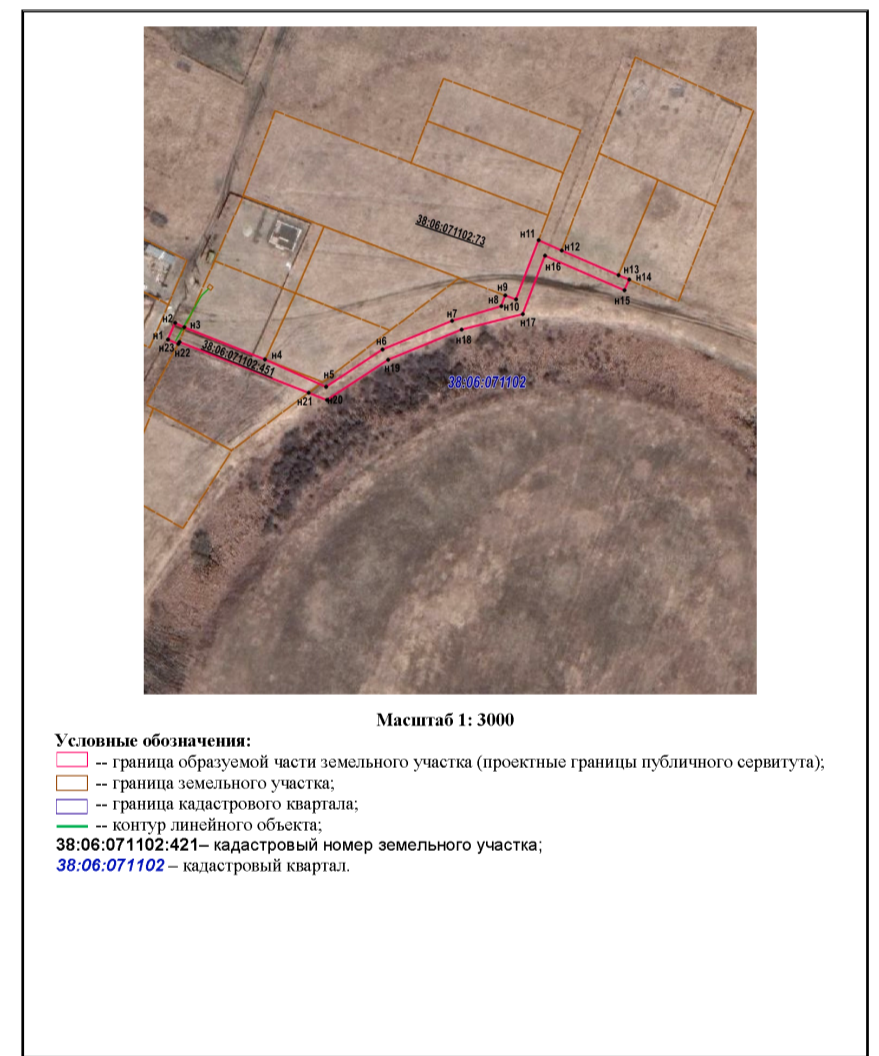 38:06:071102:73
н11
н12
н16
н13
н14
н9
н15
н8
н10
н7
н17
н2
н3
н18
н1
н23
н22
38:06:071102:451
н6
н4
н19
н5
38:06:071102
н21
н20
Масштаб 1: 3000
Условные обозначения:
-- граница образуемой части земельного участка (проектные границы публичного сервитута);
-- граница земельного участка;
-- граница кадастрового квартала;
-- контур линейного объекта;
38:06:071102:421– кадастровый номер земельного участка;
38:06:071102 – кадастровый квартал.